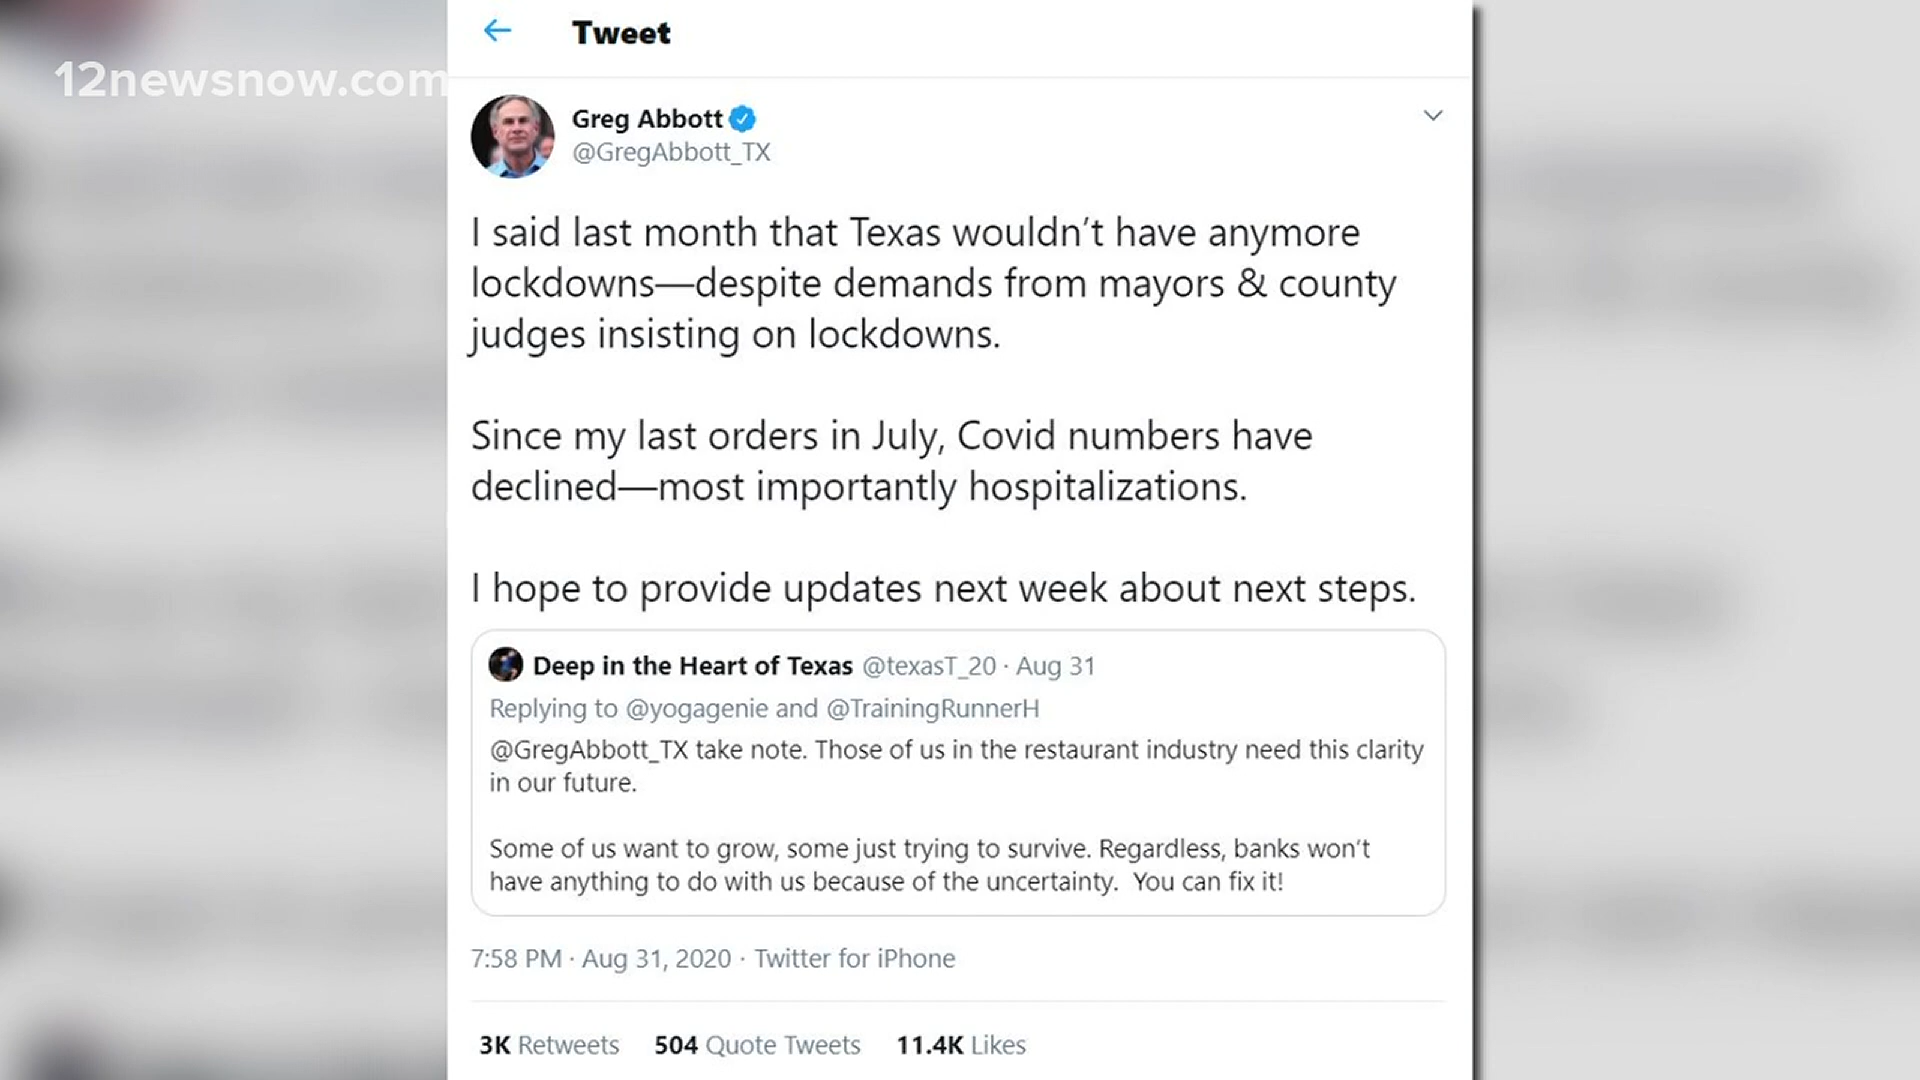 12newsnow.com
Tweet
Greg Abbott
@GregAbbott_TX
I said last month that Texas wouldn't have anymore
lockdowns—despite demands from mayors & county
judges insisting on lockdowns.
Since my last orders in July, Covid numbers have
declined—most importantly hospitalizations.
I hope to provide updates next week about next steps.
Deep in the Heart of Texas @texasT_20 · Aug 31
Replying to @yogagenie and @TrainingRunnerH
@GregAbbott_TX take note. Those of us in the restaurant industry need this clarity
in our future.
Some of us want to grow, some just trying to survive. Regardless, banks won't
have anything to do with us because of the uncertainty.  You can fix it!
7:58 PM · Aug 31, 2020 · Twitter for iPhone
3K Retweets 504 Quote Tweets 11.4K Likes